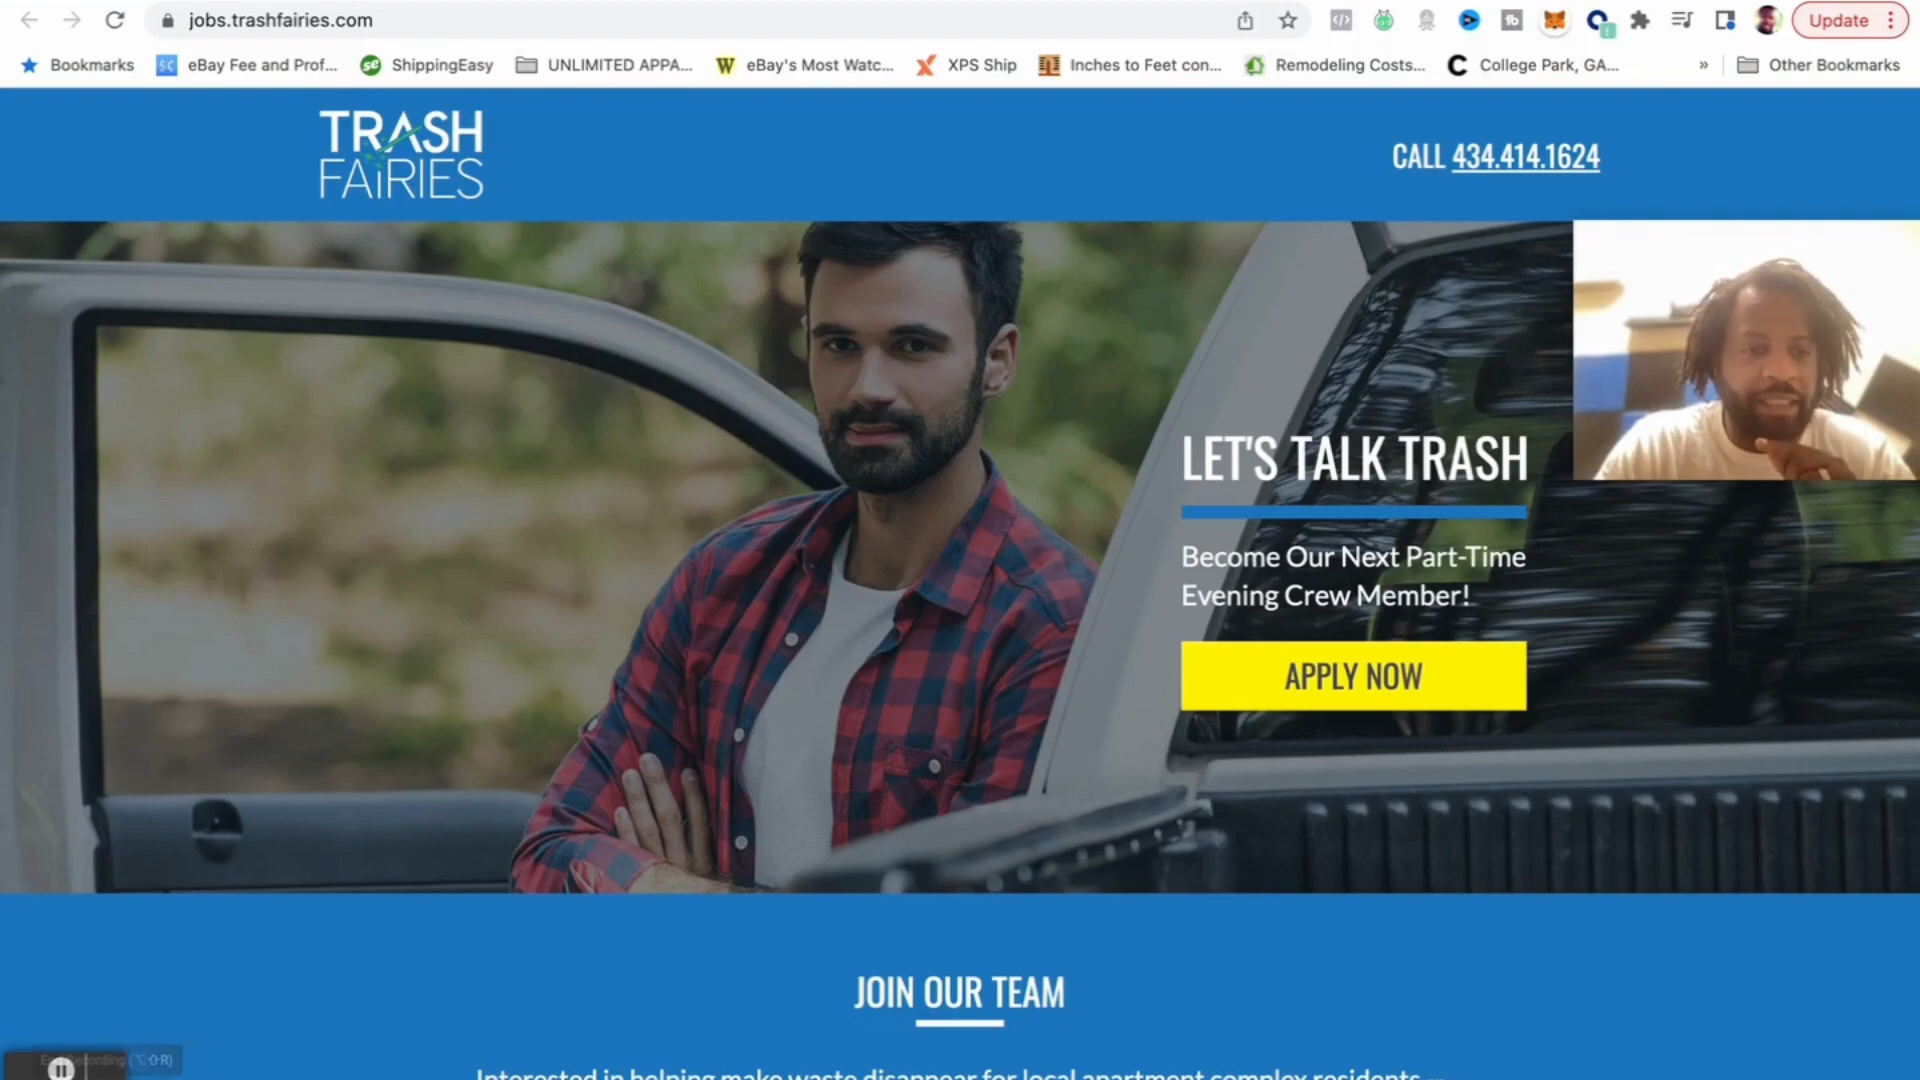 jobs.trashfairies.com
Update
Bookmarks
eBay Fee and Prof...
ShippingEasy
UNLIMITED APPA...
eBay's Most Watc...
XPS Ship
Inches to Feet con...
Remodeling Costs...
College Park, GA...
»
Other Bookmarks
TRASH
FAiRIES
CALL 434.414.1624
LET'S TALK TRASH
Become Our Next Part-Time
Evening Crew Member!
APPLY NOW
JOIN OUR TEAM
Interested in helping make waste disappear for local apartment complex residents